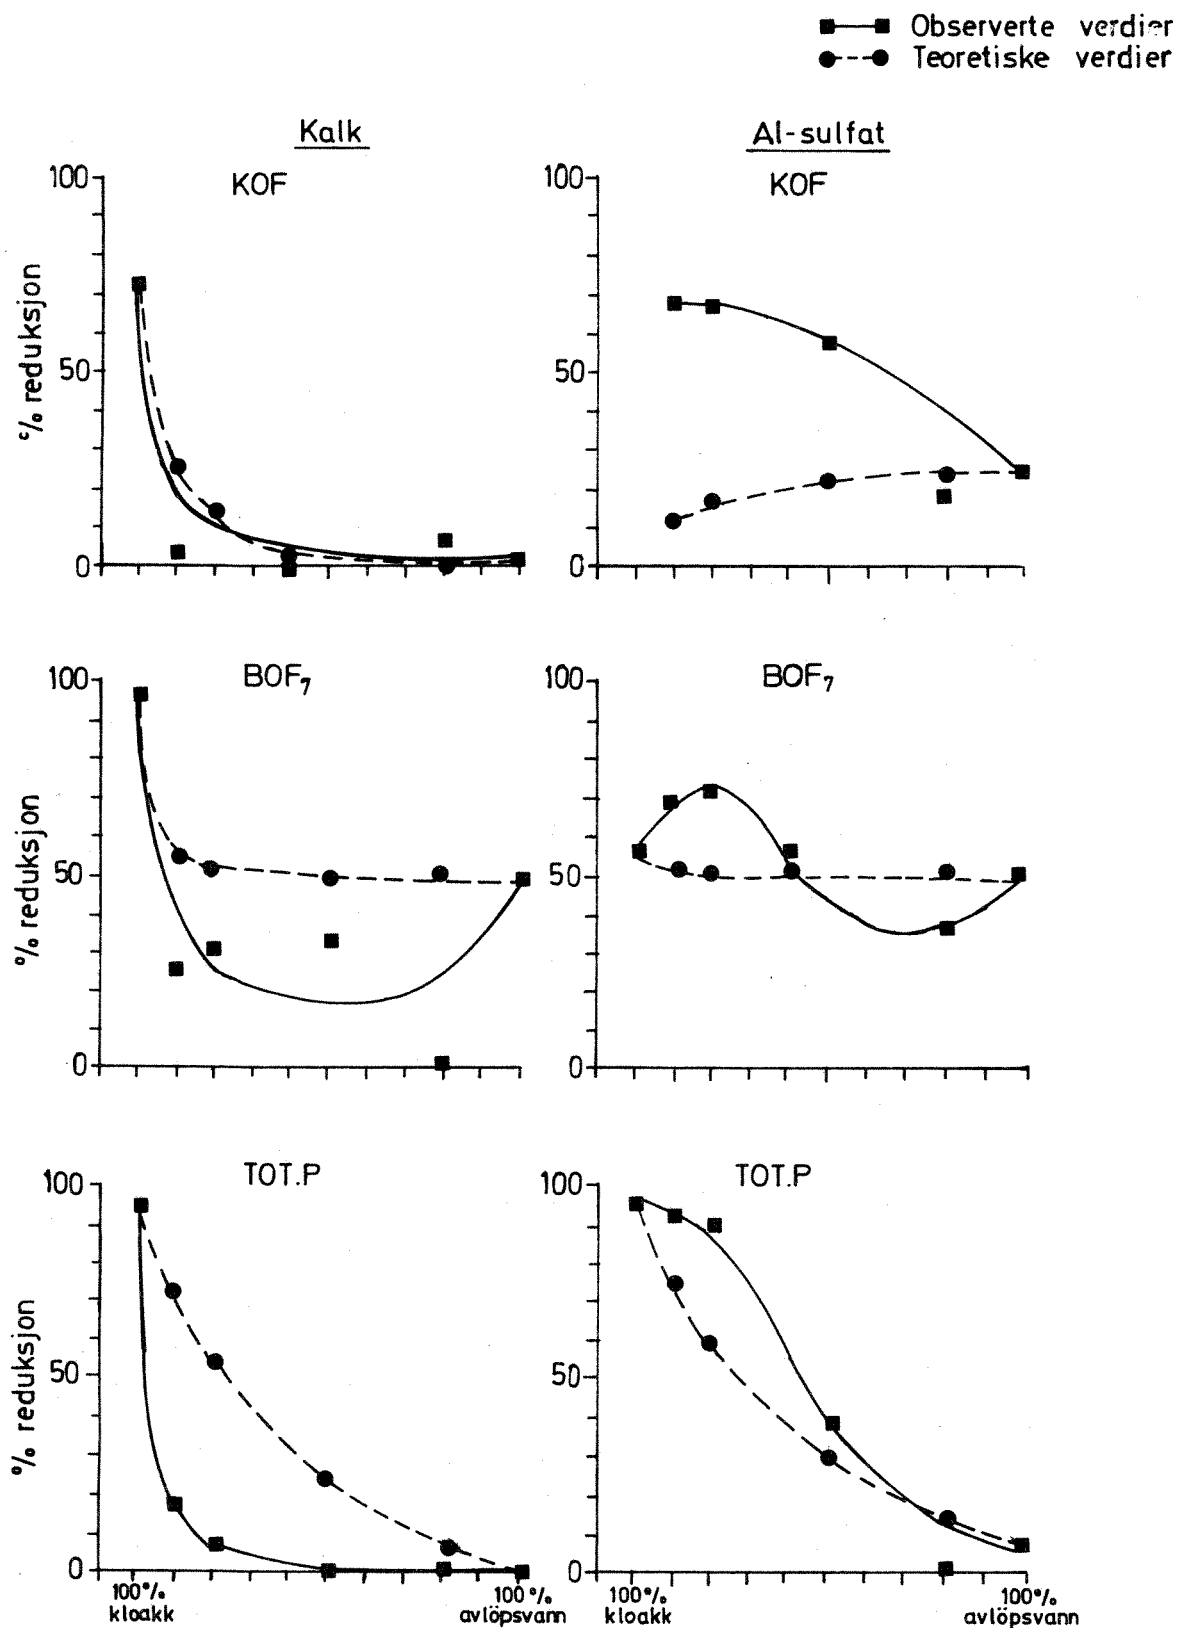 Observerte verdier
Teoretiske verdier
Kalk
Al-sulfat
KOF
KOF
100
50
0
% reduksjon
100
50
0
BOF₇
BOF₇
100
50
0
% reduksjon
100
50
0
TOT.P
TOT.P
100
50
0
% reduksjon
100
50
0
100%
kloakk
100%
avlöpsvann
100%
kloakk
100%
avlöpsvann